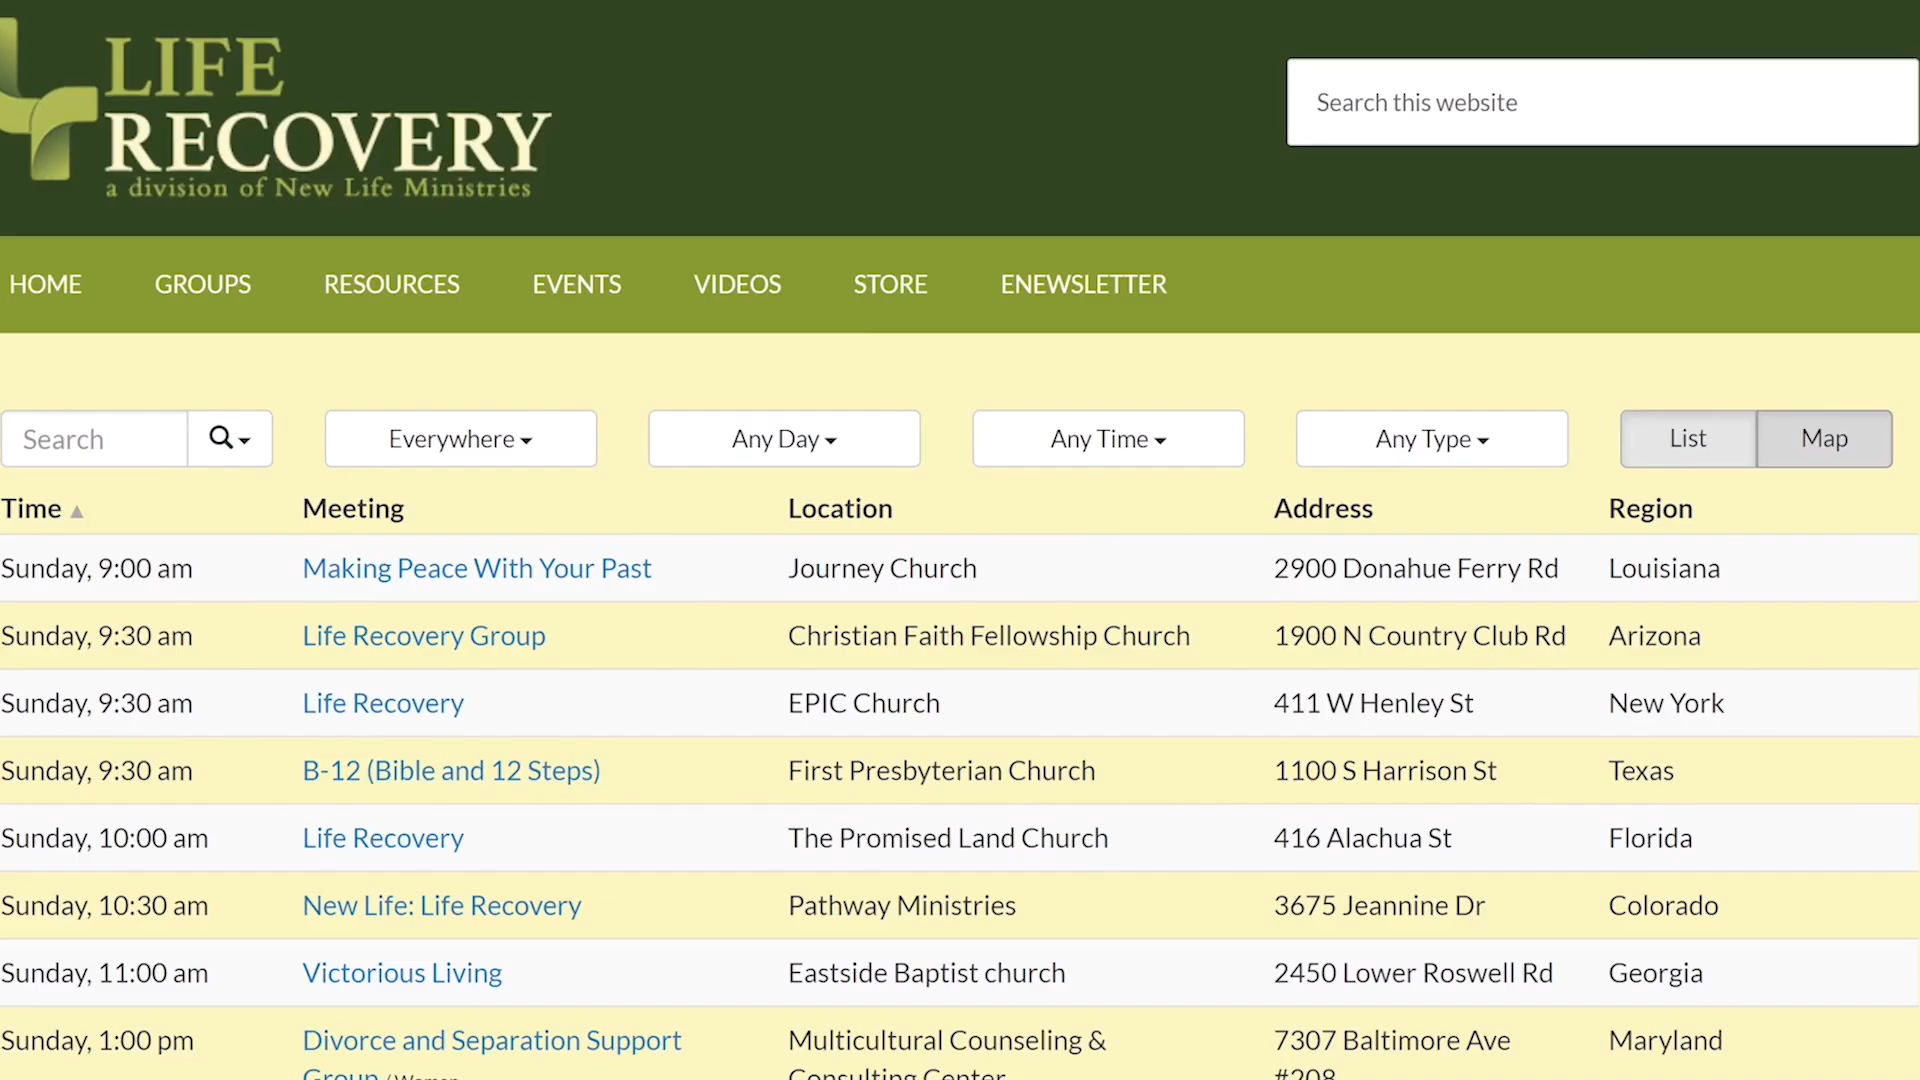 LIFE
RECOVERY
a division of New Life Ministries
Search this website
HOME GROUPS RESOURCES EVENTS VIDEOS STORE ENEWSLETTER
Search Everywhere Any Day Any Time Any Type List Map
Time Meeting Location Address Region
Sunday, 9:00 am Making Peace With Your Past Journey Church 2900 Donahue Ferry Rd Louisiana
Sunday, 9:30 am Life Recovery Group Christian Faith Fellowship Church 1900 N Country Club Rd Arizona
Sunday, 9:30 am Life Recovery EPIC Church 411 W Henley St New York
Sunday, 9:30 am B-12 (Bible and 12 Steps) First Presbyterian Church 1100 S Harrison St Texas
Sunday, 10:00 am Life Recovery The Promised Land Church 416 Alachua St Florida
Sunday, 10:30 am New Life: Life Recovery Pathway Ministries 3675 Jeannine Dr Colorado
Sunday, 11:00 am Victorious Living Eastside Baptist church 2450 Lower Roswell Rd Georgia
Sunday, 1:00 pm Divorce and Separation Support Multicultural Counseling & 7307 Baltimore Ave Maryland
Group / Women Consulting Center #208